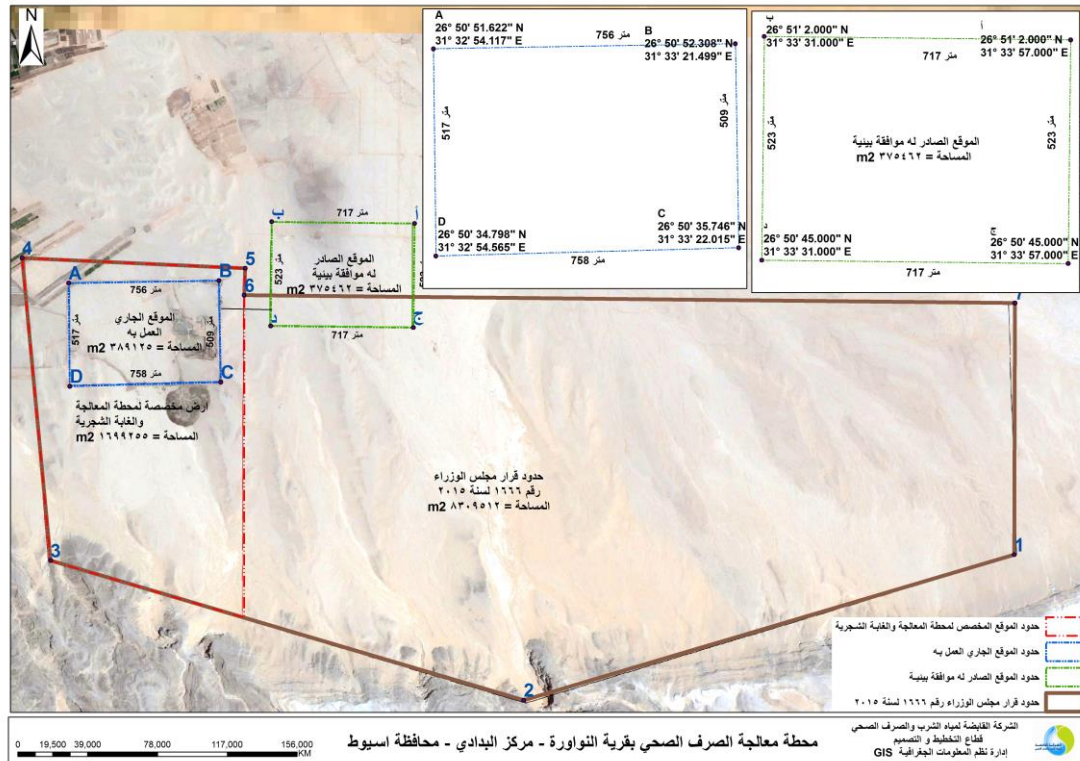 N
A
26° 50' 51.622" N
31° 32' 54.117" E
756 متر
B
26° 50' 52.308" N
31° 33' 21.499" E
517 متر
509 متر
D
26° 50' 34.798" N
31° 32' 54.565" E
C
26° 50' 35.746" N
31° 33' 22.015" E
758 متر
ب
26° 51' 2.000" N
31° 33' 31.000" E
أ
26° 51' 2.000" N
31° 33' 57.000" E
717 متر
523 متر
523 متر
الموقع الصادر له موافقة بيئية
المساحة = ٣٧٥٤٦٢ m2
د
26° 50' 45.000" N
31° 33' 31.000" E
ج
26° 50' 45.000" N
31° 33' 57.000" E
717 متر
ب
717 متر
أ
523 متر
الموقع الصادر
له موافقة بيئية
المساحة = ٣٧٥٤٦٢ m2
د
717 متر
ج
4
5
6
A
756 متر
B
517 متر
509 متر
الموقع الجاري
العمل به
المساحة = ٣٨٩١٢٥ m2
D
758 متر
C
ارض مخصصة لمحطة المعالجة
والغابة الشجرية
المساحة = ١٦٩٩٢٥٥ m2
حدود قرار مجلس الوزراء
رقم ١٦٦٦ لسنة ٢٠١٥
المساحة = ٨٣٠٩٥١٢ m2
3
1
2
حدود الموقع المخصص لمحطة المعالجة والغابة الشجرية
حدود الموقع الجاري العمل به
حدود الموقع الصادر له موافقة بيئية
حدود قرار مجلس الوزراء رقم ١٦٦٦ لسنة ٢٠١٥
0 19,500 39,000 78,000 117,000 156,000
KM
محطة معالجة الصرف الصحي بقرية النواورة - مركز البدادي - محافظة اسيوط
الشركة القابضة لمياه الشرب والصرف الصحي
قطاع التخطيط و التصميم
إدارة نظم المعلومات الجغرافية GIS